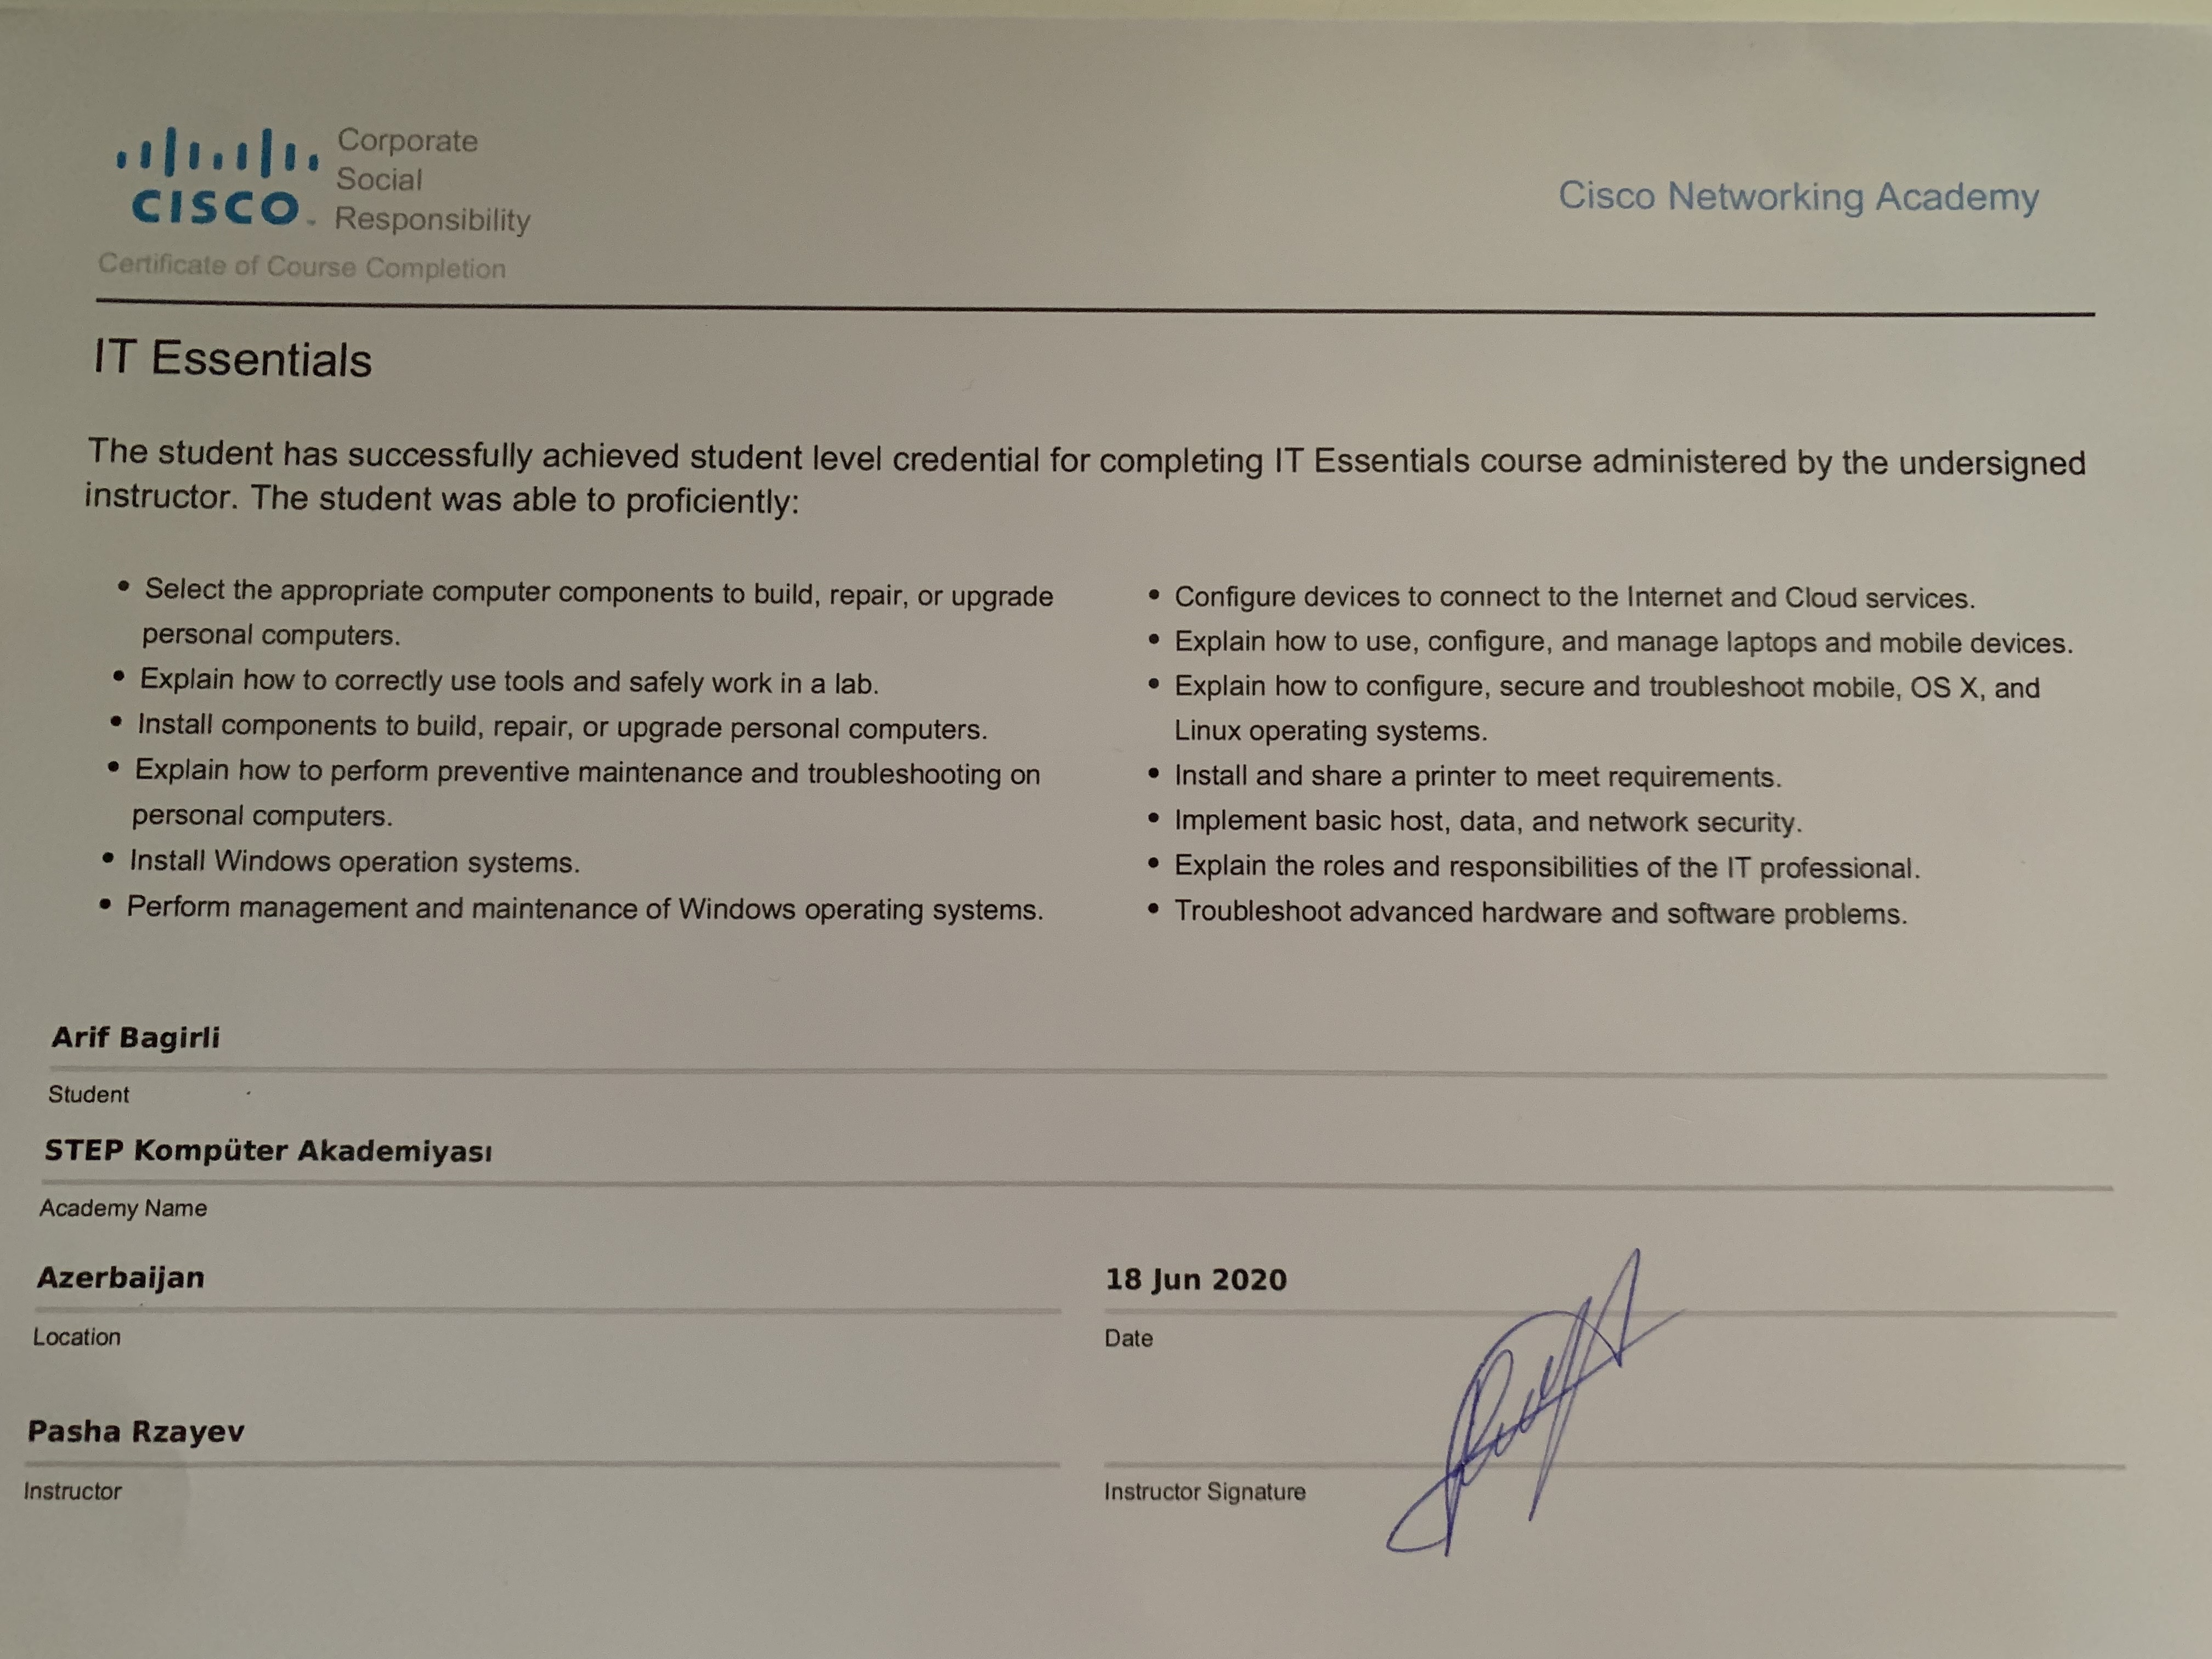 CISCO
Corporate
Social
Responsibility
Cisco Networking Academy
Certificate of Course Completion
IT Essentials
The student has successfully achieved student level credential for completing IT Essentials course administered by the undersigned
instructor. The student was able to proficiently:
• Select the appropriate computer components to build, repair, or upgrade
personal computers.
• Explain how to correctly use tools and safely work in a lab.
• Install components to build, repair, or upgrade personal computers.
• Explain how to perform preventive maintenance and troubleshooting on
personal computers.
• Install Windows operation systems.
• Perform management and maintenance of Windows operating systems.
• Configure devices to connect to the Internet and Cloud services.
• Explain how to use, configure, and manage laptops and mobile devices.
• Explain how to configure, secure and troubleshoot mobile, OS X, and
Linux operating systems.
• Install and share a printer to meet requirements.
• Implement basic host, data, and network security.
• Explain the roles and responsibilities of the IT professional.
• Troubleshoot advanced hardware and software problems.
Arif Bagirli
Student
STEP Kompüter Akademiyası
Academy Name
Azerbaijan
Location
18 Jun 2020
Date
Pasha Rzayev
Instructor
Instructor Signature